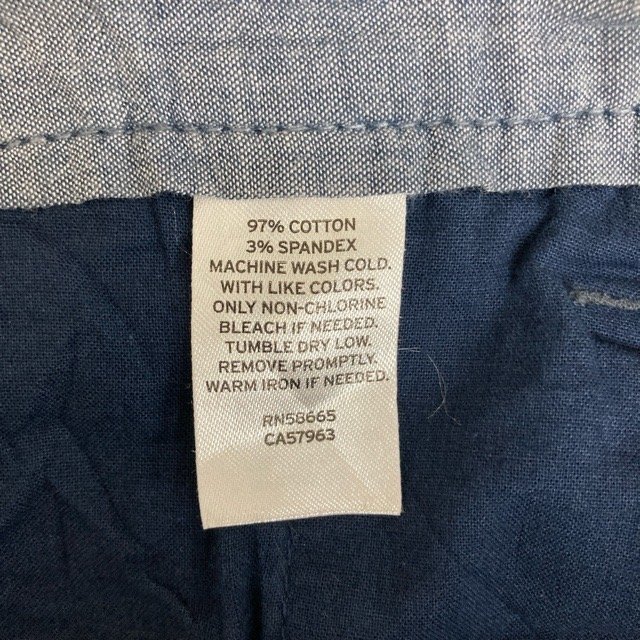 97% COTTON
3% SPANDEX
MACHINE WASH COLD.
WITH LIKE COLORS.
ONLY NON-CHLORINE
BLEACH IF NEEDED.
TUMBLE DRY LOW.
REMOVE PROMPTLY.
WARM IRON IF NEEDED.
RN58665
CA57963